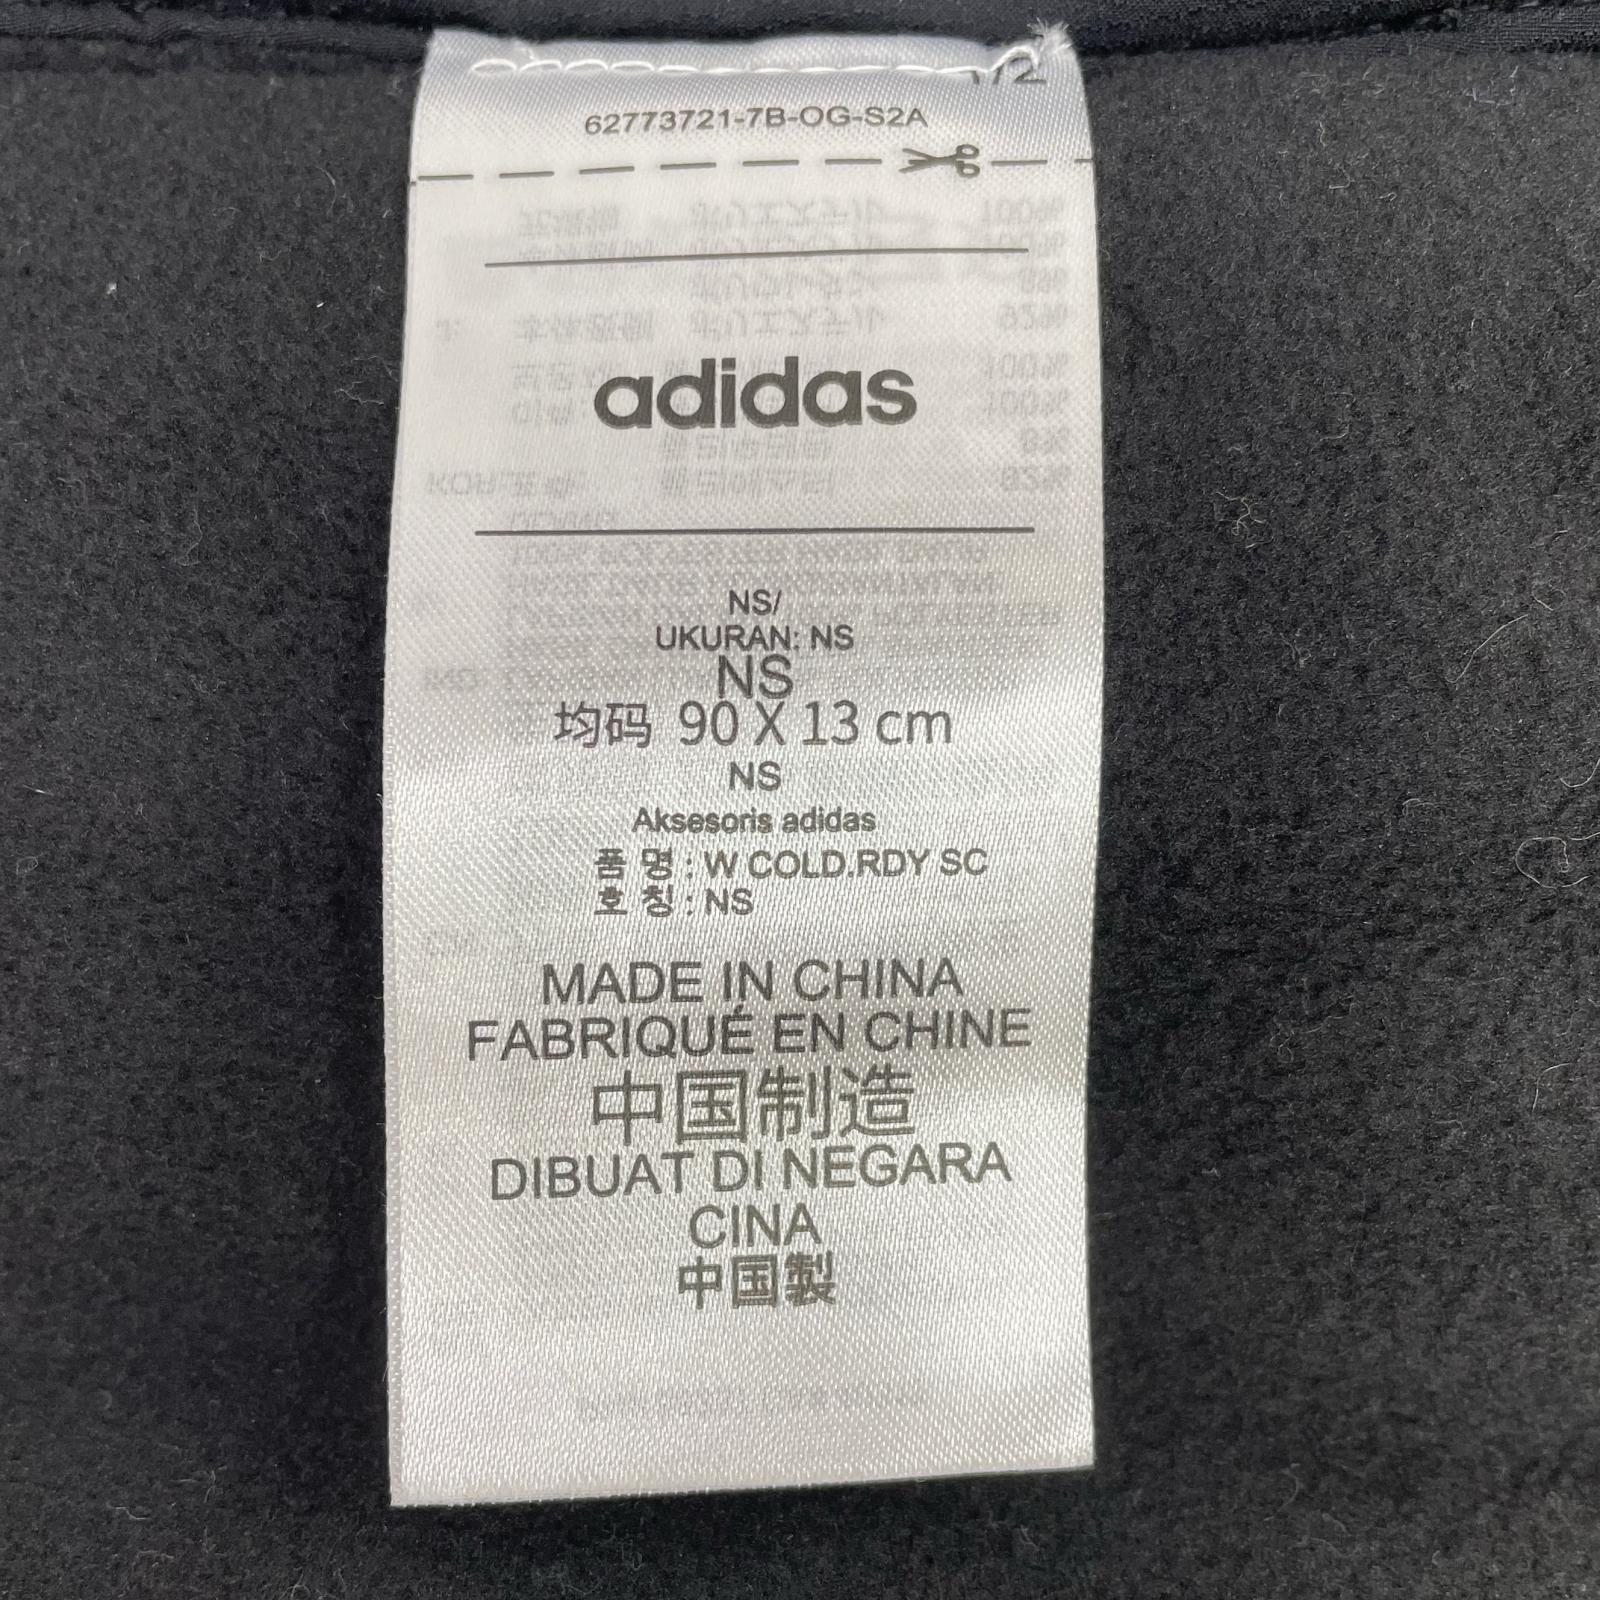 1/2
62773721-7B-OG-S2A
adidas
NS/
UKURAN: NS
NS
均码 90 X 13 cm
NS
Aksesoris adidas
품 명 : W COLD.RDY SC
호 칭 : NS
MADE IN CHINA
FABRIQUÉ EN CHINE
中国制造
DIBUAT DI NEGARA
CINA
中国製